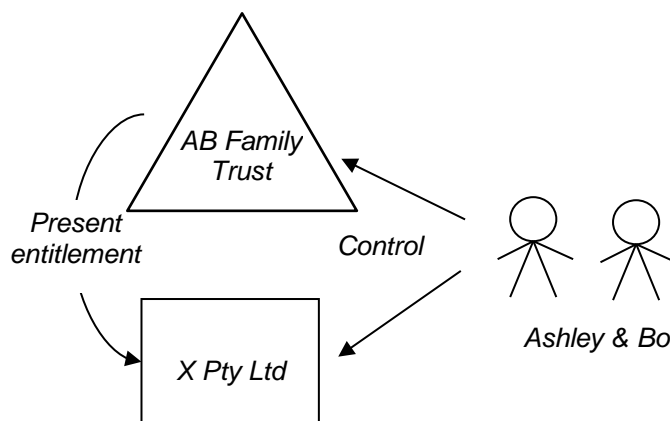 AB Family
Trust
Present
entitlement
Control
X Pty Ltd
Ashley & Bo